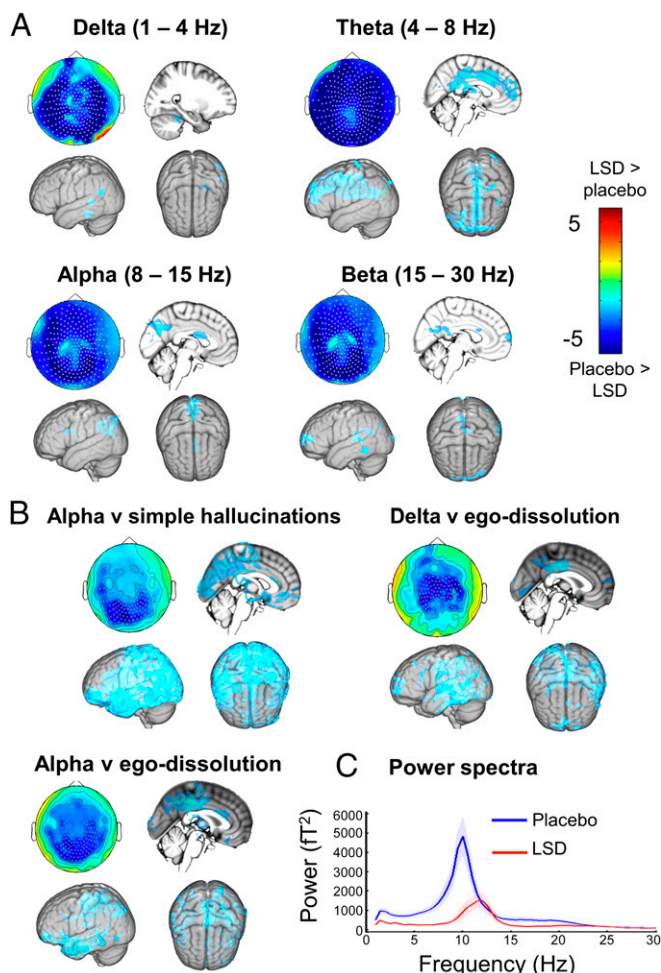 A
Delta (1 – 4 Hz)
Theta (4 – 8 Hz)
LSD >
placebo
5
-5
Placebo >
LSD
Alpha (8 – 15 Hz)
Beta (15 – 30 Hz)
B
Alpha v simple hallucinations
Delta v ego-dissolution
Alpha v ego-dissolution
C
Power spectra
Power (fT²)
6000
5000
4000
3000
2000
1000
0
Placebo
LSD
0 5 10 15 20 25 30
Frequency (Hz)